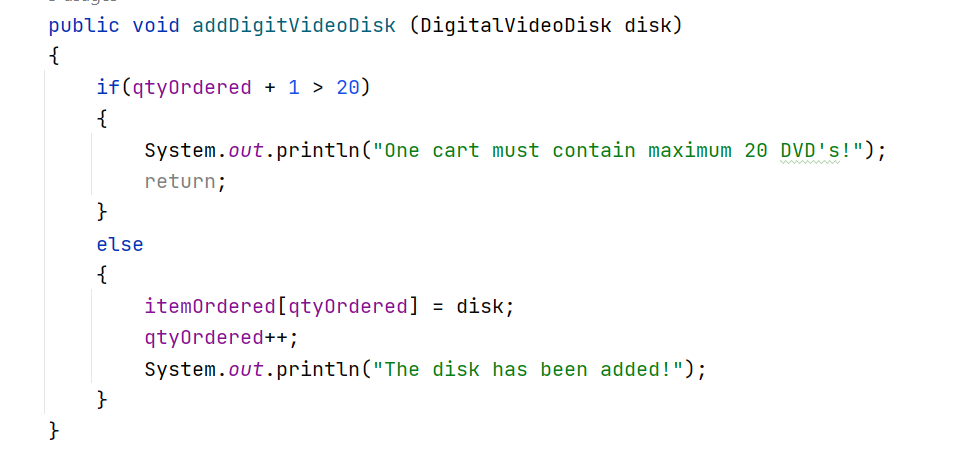 public void addDigitVideoDisk (DigitalVideoDisk disk)
{
if(qtyOrdered + 1 > 20)
{
System.out.println("One cart must contain maximum 20 DVD's!");
return;
}
else
{
itemOrdered[qtyOrdered] = disk;
qtyOrdered++;
System.out.println("The disk has been added!");
}
}